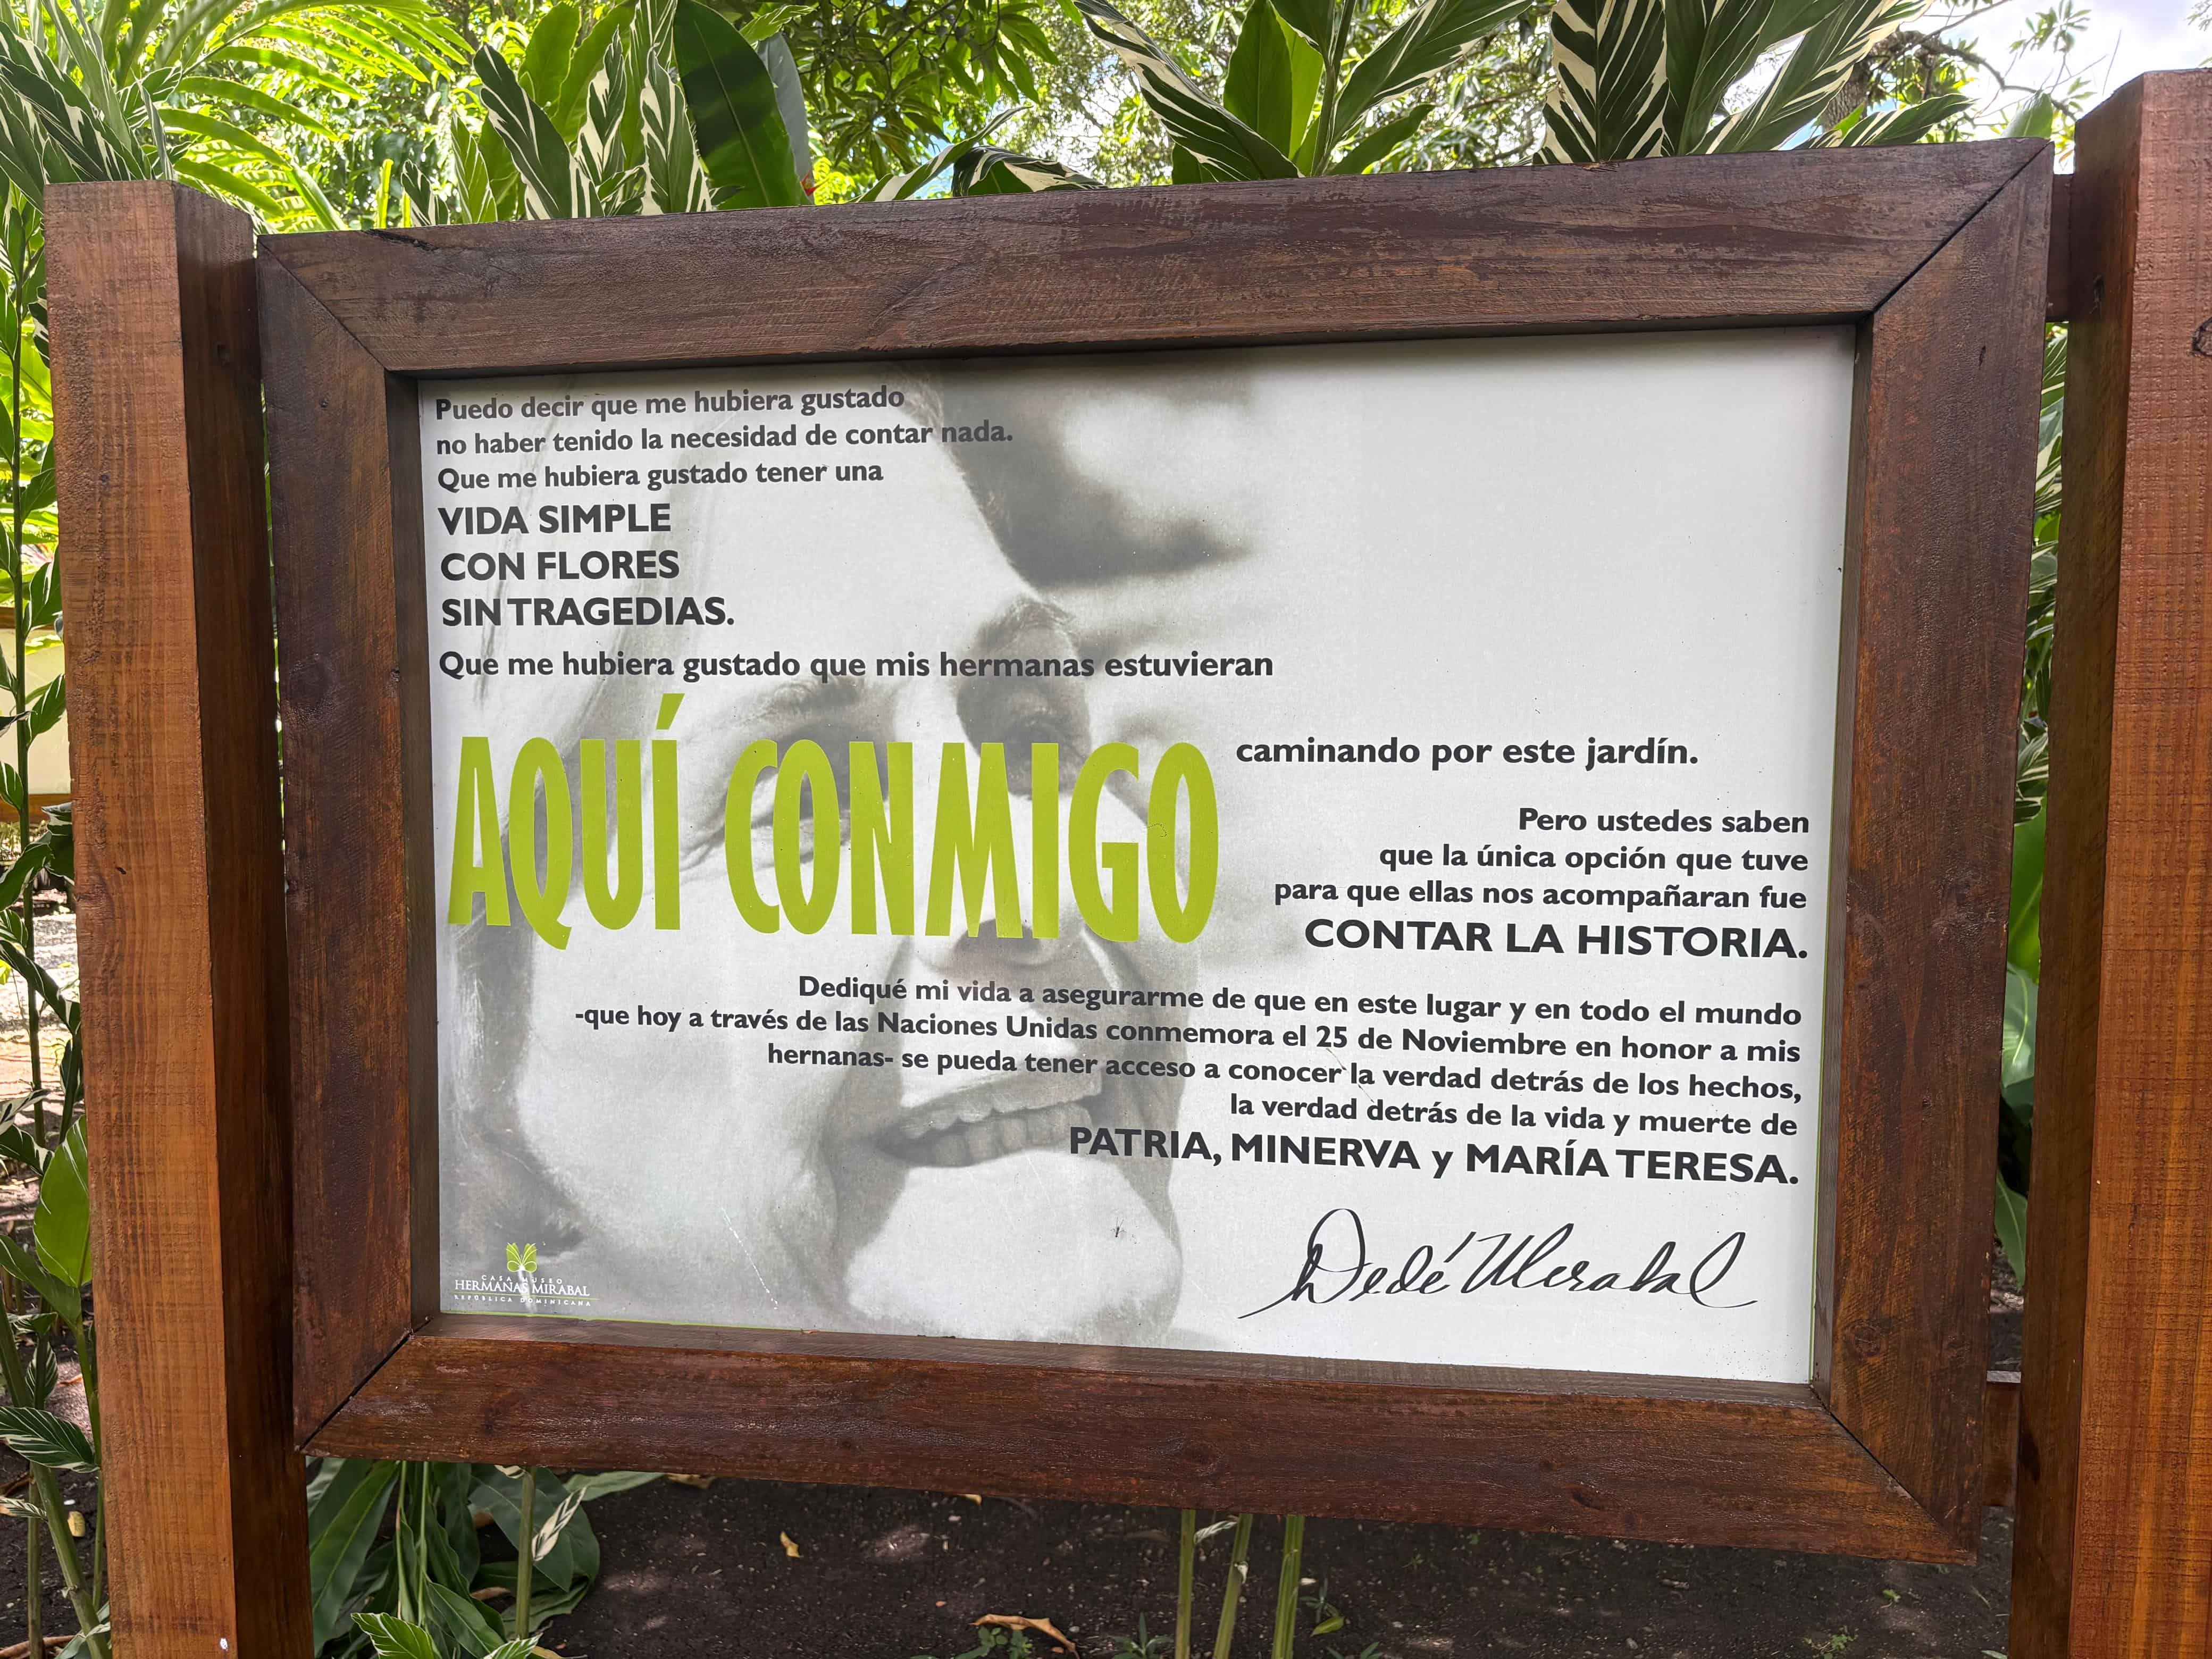 Puedo decir que me hubiera gustado
no haber tenido la necesidad de contar nada.
Que me hubiera gustado tener una
VIDA SIMPLE
CON FLORES
SIN TRAGEDIAS.
Que me hubiera gustado que mis hermanas estuvieran
AQUÍ CONMIGO
caminando por este jardín.
Pero ustedes saben
que la única opción que tuve
para que ellas nos acompañaran fue
CONTAR LA HISTORIA.
Dediqué mi vida a asegurarme de que en este lugar y en todo el mundo
-que hoy a través de las Naciones Unidas conmemora el 25 de Noviembre en honor a mis
hernanas- se pueda tener acceso a conocer la verdad detrás de los hechos,
la verdad detrás de la vida y muerte de
PATRIA, MINERVA y MARÍA TERESA.
Dedé Mirabal
CASA MUSEO
HERMANAS MIRABAL
REPÚBLICA DOMINICANA